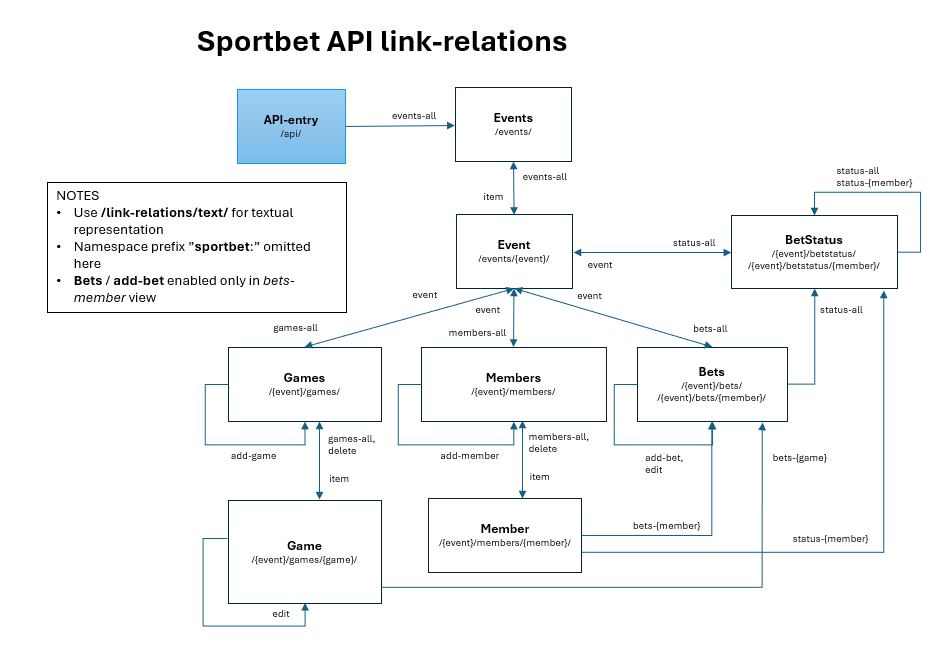 Sportbet API link-relations
API-entry
/api/
events-all
Events
/events/
events-all
item
status-all
status-{member}
NOTES
• Use /link-relations/text/ for textual
representation
• Namespace prefix ”sportbet:” omitted
here
• Bets / add-bet enabled only in bets-
member view
Event
/events/{event}/
status-all
event
BetStatus
/{event}/betstatus/
/{event}/betstatus/{member}/
event
event
event
games-all
members-all
bets-all
status-all
Games
/{event}/games/
Members
/{event}/members/
Bets
/{event}/bets/
/{event}/bets/{member}/
add-game
games-all,
delete
item
add-member
members-all,
delete
item
add-bet,
edit
bets-{game}
Game
/{event}/games/{game}/
Member
/{event}/members/{member}/
bets-{member}
status-{member}
edit